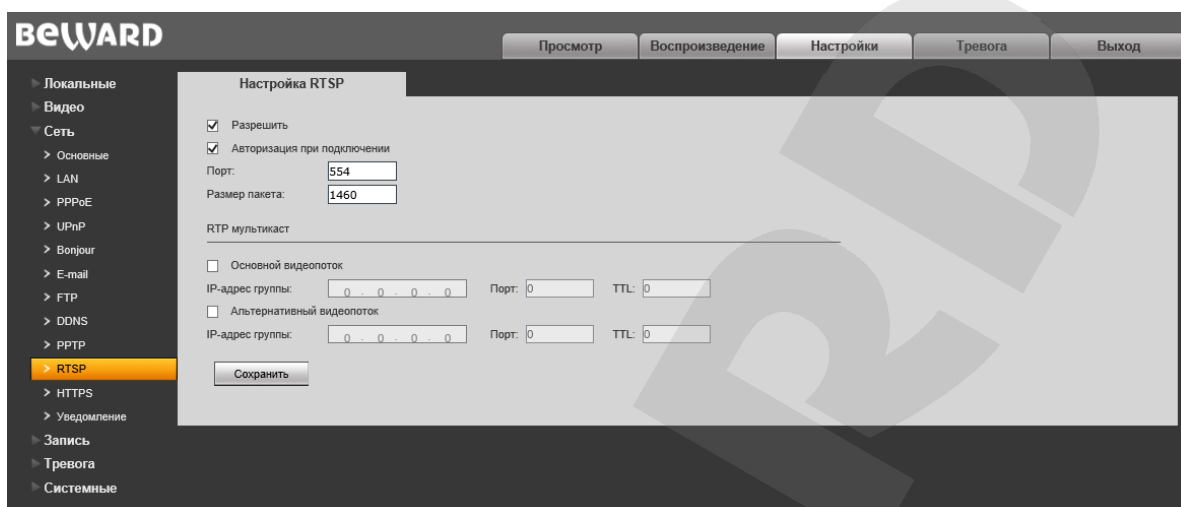 BEWARD
Просмотр Воспроизведение Настройки Тревога Выход
Локальные
Видео
Сеть
Основные
LAN
PPPoE
UPnP
Bonjour
E-mail
FTP
DDNS
PPTP
RTSP
HTTPS
Уведомление
Запись
Тревога
Системные
Настройка RTSP
Разрешить
Авторизация при подключении
Порт: 554
Размер пакета: 1460
RTP мультикаст
Основной видеопоток
IP-адрес группы: 0 . 0 . 0 . 0 Порт: 0 TTL: 0
Альтернативный видеопоток
IP-адрес группы: 0 . 0 . 0 . 0 Порт: 0 TTL: 0
Сохранить